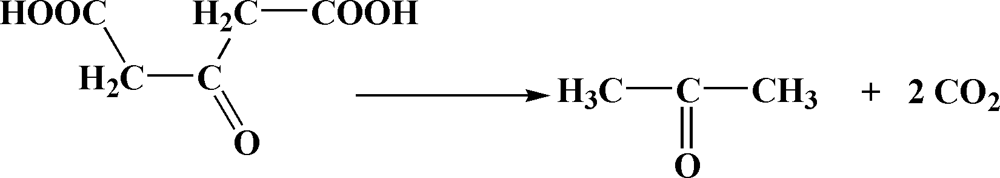 HOOC H₂C COOH
H₂C C
H₃C C CH₃ + 2 CO₂
O
O